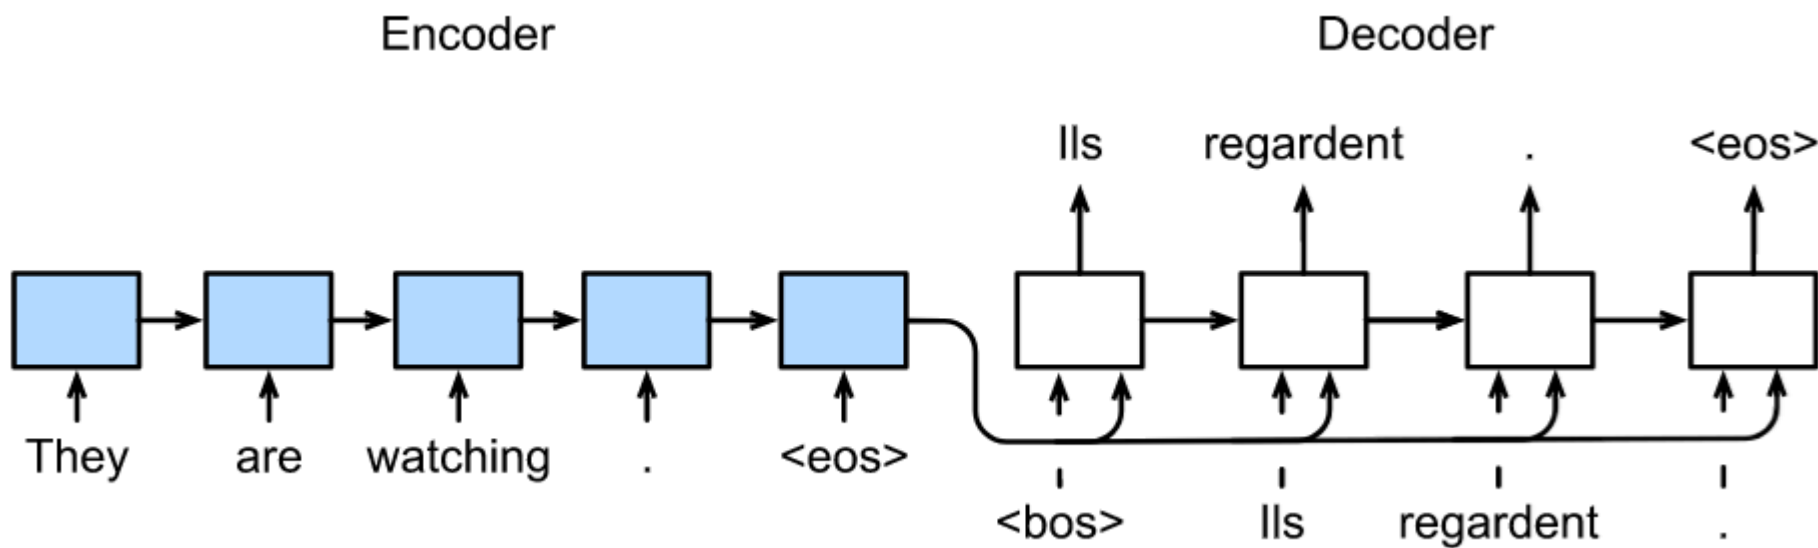 Encoder Decoder
Ils regardent . <eos>
They are watching . <eos>
<bos> Ils regardent .